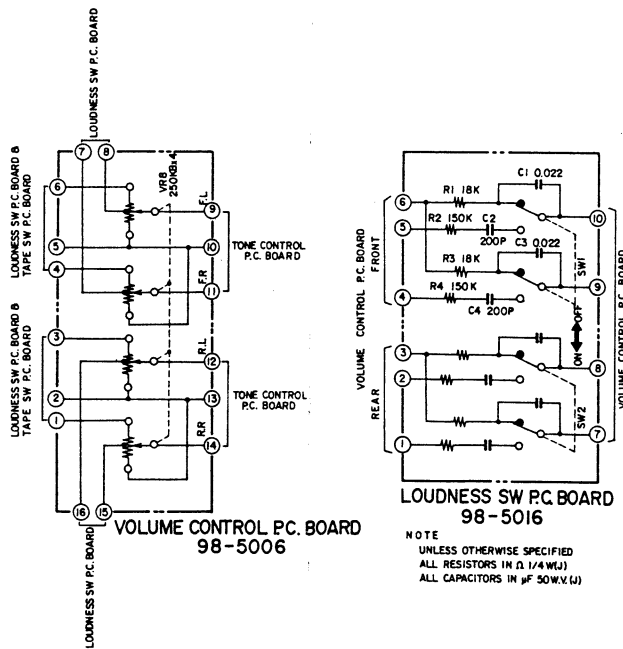 LOUDNESS SW P.C. BOARD
7
8
LOUDNESS SW P.C. BOARD &
TAPE SW P.C. BOARD
6
5
4
VR8
250KB×4
F.L
9
10
F.R
11
TONE CONTROL
P.C. BOARD
LOUDNESS SW P.C. BOARD &
TAPE SW P.C. BOARD
3
2
1
R.L
12
13
R.R
14
TONE CONTROL
P.C. BOARD
16
15
LOUDNESS SW P.C. BOARD
VOLUME CONTROL P.C. BOARD
98-5006
VOLUME CONTROL P.C. BOARD
FRONT
REAR
6
5
4
3
2
1
R1 18K
C1 0.022
R2 150K
C2
200P
C3 0.022
R3 18K
R4 150K
C4 200P
SW1
OFF
ON
SW2
10
9
8
7
VOLUME CONTROL P.C. BOARD
LOUDNESS SW P.C. BOARD
98-5016
NOTE
UNLESS OTHERWISE SPECIFIED
ALL RESISTORS IN Ω 1/4W(J)
ALL CAPACITORS IN μF 50W.V.(J)